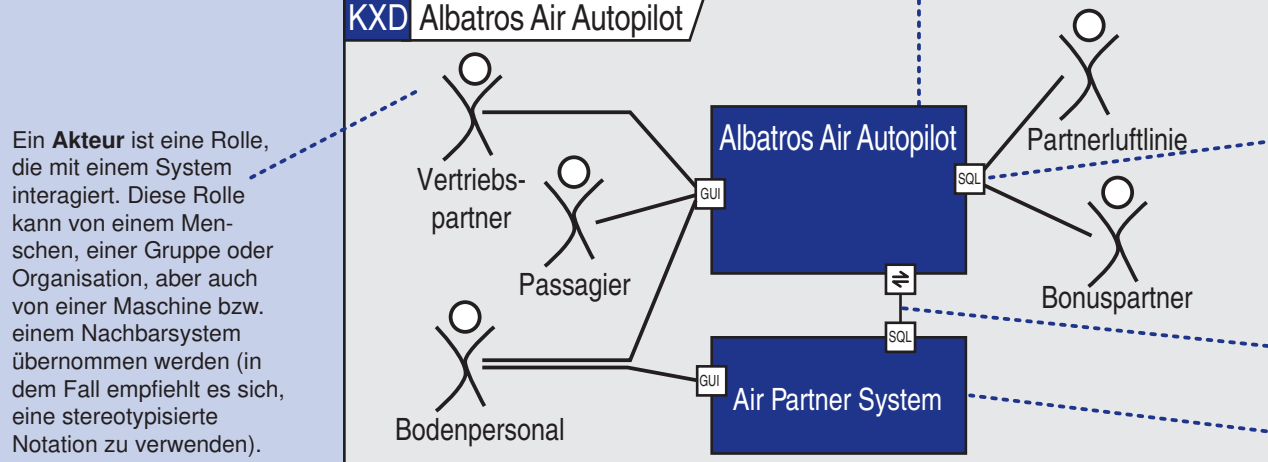 KXD Albatros Air Autopilot
Ein Akteur ist eine Rolle,
die mit einem System
interagiert. Diese Rolle
kann von einem Men-
schen, einer Gruppe oder
Organisation, aber auch
von einer Maschine bzw.
einem Nachbarsystem
übernommen werden (in
dem Fall empfiehlt es sich,
eine stereotypisierte
Notation zu verwenden).
Vertriebs-
partner
Passagier
Bodenpersonal
Albatros Air Autopilot
GUI
SQL
⇌
SQL
GUI
Air Partner System
Partnerluftlinie
Bonuspartner